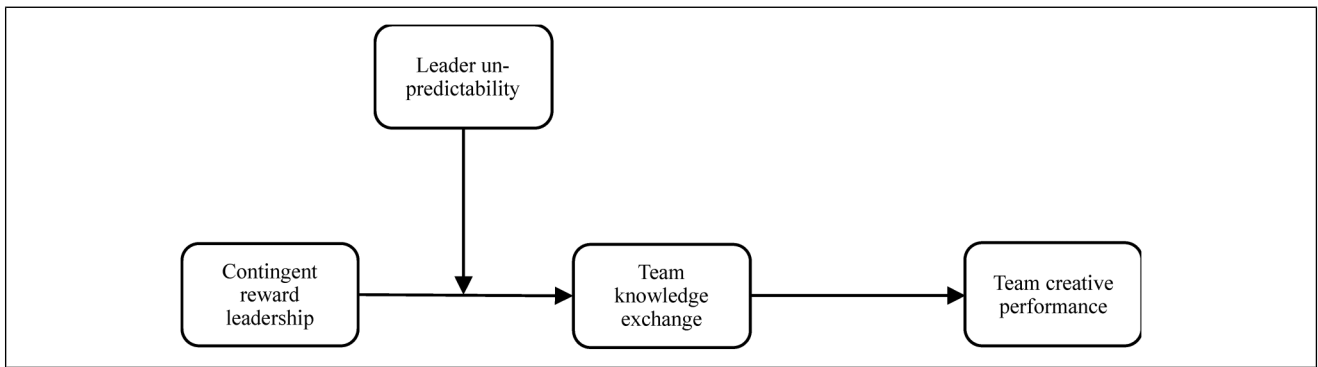 Leader un-
predictability
Contingent
reward
leadership
Team
knowledge
exchange
Team creative
performance